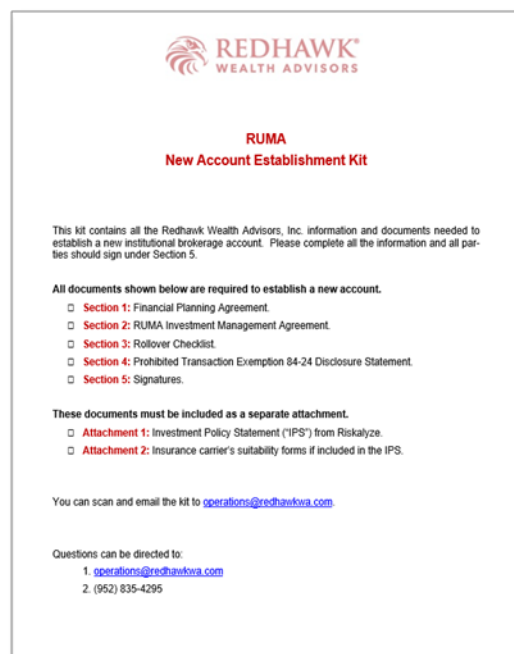 REDHAWK®
WEALTH ADVISORS
RUMA
New Account Establishment Kit
This kit contains all the Redhawk Wealth Advisors, Inc. information and documents needed to
establish a new institutional brokerage account. Please complete all the information and all par-
ties should sign under Section 5.
All documents shown below are required to establish a new account.
Section 1: Financial Planning Agreement.
Section 2: RUMA Investment Management Agreement.
Section 3: Rollover Checklist.
Section 4: Prohibited Transaction Exemption 84-24 Disclosure Statement.
Section 5: Signatures.
These documents must be included as a separate attachment.
Attachment 1: Investment Policy Statement ("IPS") from Riskalyze.
Attachment 2: Insurance carrier's suitability forms if included in the IPS.
You can scan and email the kit to operations@redhawkwa.com.
Questions can be directed to:
1. operations@redhawkwa.com
2. (952) 835-4295